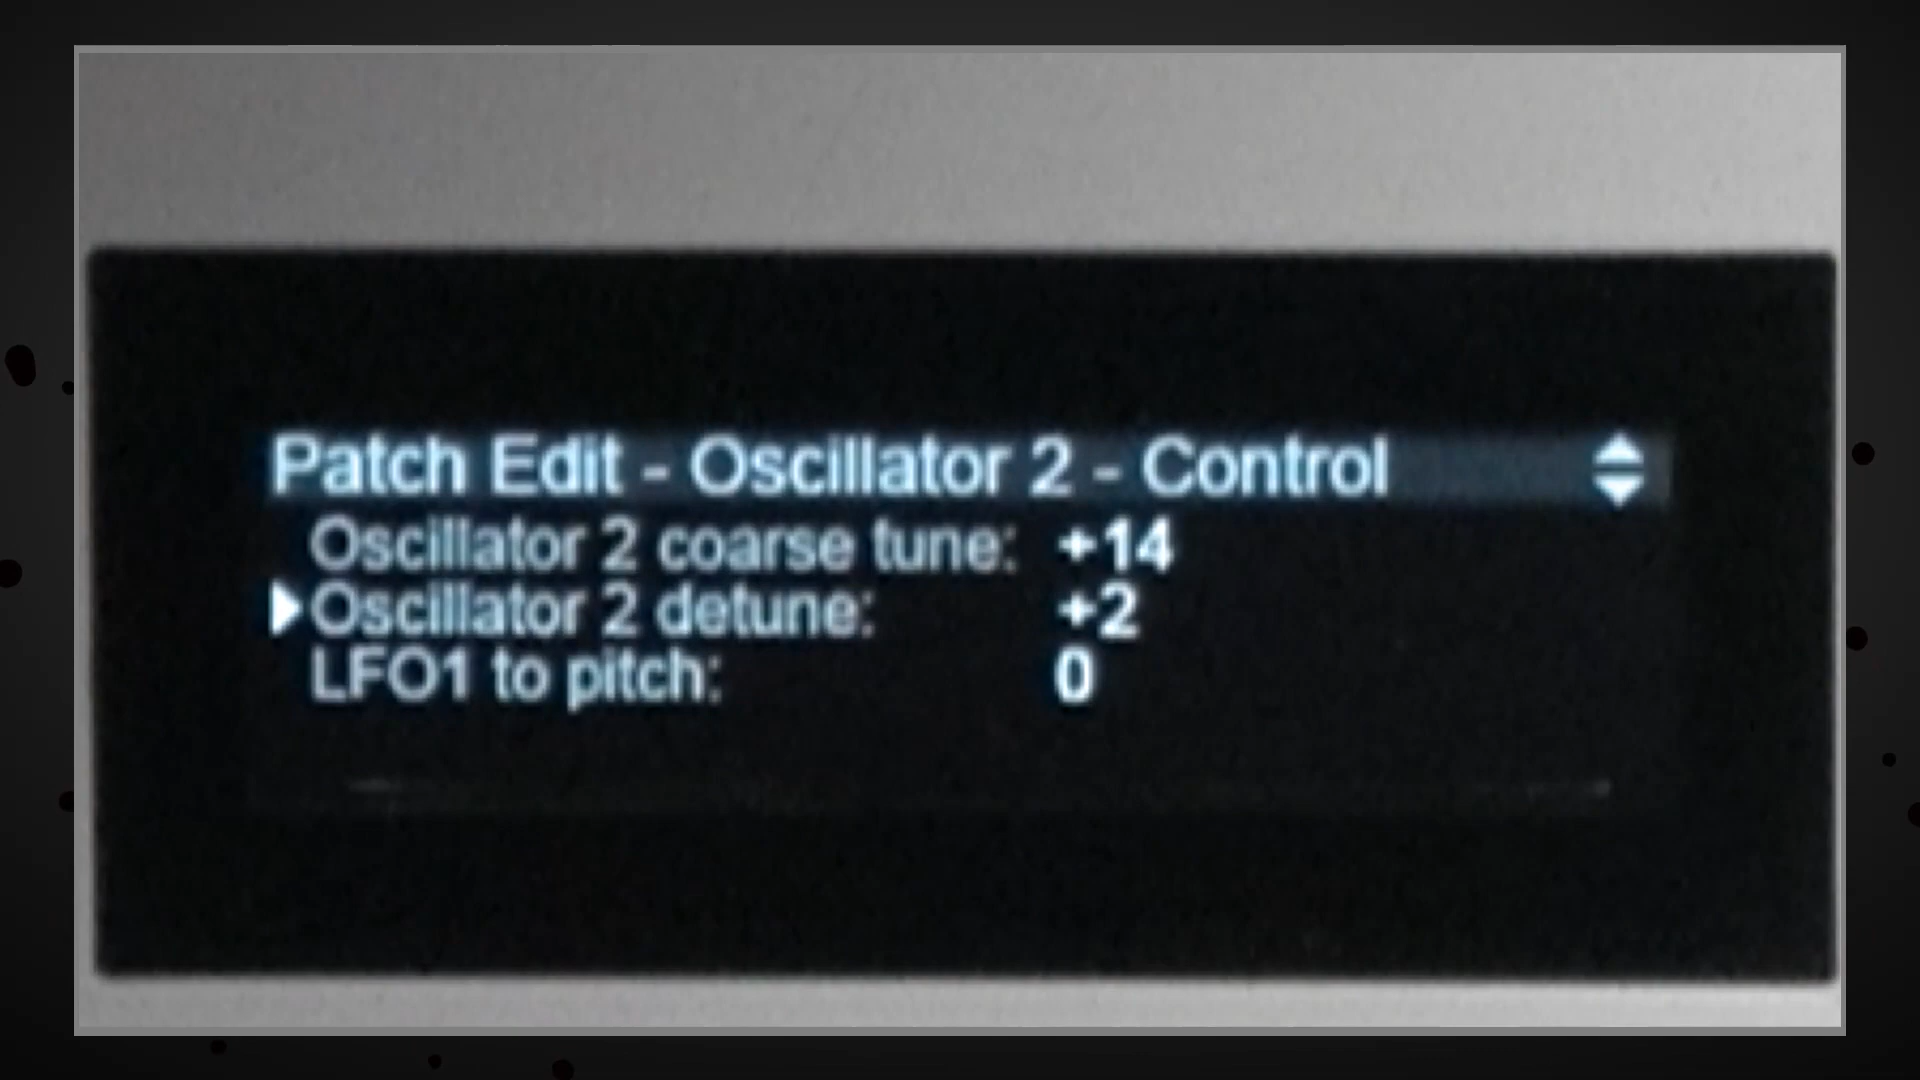 Patch Edit - Oscillator 2 - Control
Oscillator 2 coarse tune: +14
Oscillator 2 detune: +2
LFO1 to pitch: 0